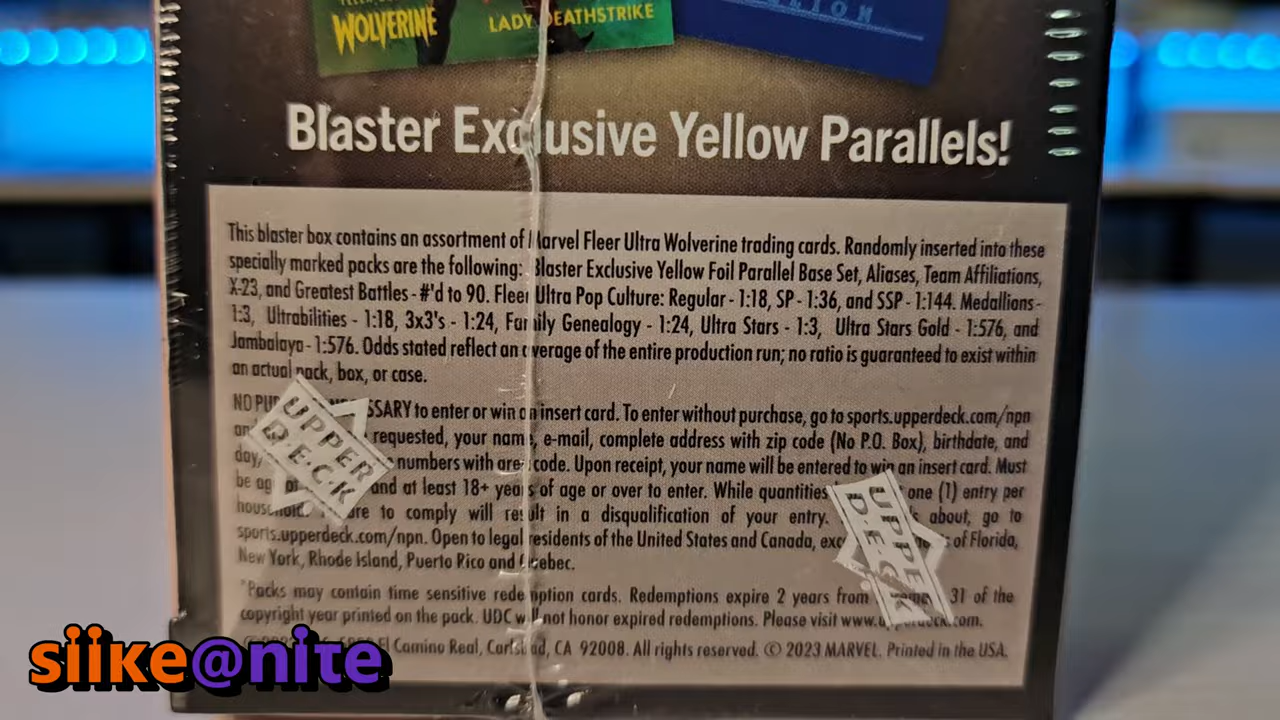 WOLVERINE
LADY DEATHSTRIKE
Blaster Exclusive Yellow Parallels!
This blaster box contains an assortment of Marvel Fleer Ultra Wolverine trading cards. Randomly inserted into these
specially marked packs are the following: Blaster Exclusive Yellow Foil Parallel Base Set, Aliases, Team Affiliations,
X-23, and Greatest Battles - #'d to 90. Fleer Ultra Pop Culture: Regular - 1:18, SP - 1:36, and SSP - 1:144. Medallions -
1:3, Ultrabilities - 1:18, 3x3's - 1:24, Family Genealogy - 1:24, Ultra Stars - 1:3, Ultra Stars Gold - 1:576, and
Jambalaya - 1:576. Odds stated reflect an average of the entire production run; no ratio is guaranteed to exist within
an actual pack, box, or case.
NO to enter or win an insert card. To enter without purchase, go to sports.upperdeck.com/npn
requested, your name, e-mail, complete address with zip code (No P.O. Box), birthdate, and
numbers with area code. Upon receipt, your name will be entered to win an insert card. Must
be and at least 18+ years of age or over to enter. While quantities one (1) entry per
to comply will result in a disqualification of your entry. about, go to
sports.upperdeck.com/npn. Open to legal residents of the United States and Canada, of Florida,
New York, Rhode Island, Puerto Rico and Quebec.
*Packs may contain time sensitive redemption cards. Redemptions expire 2 years from 31 of the
copyright year printed on the pack. UDC will not honor expired redemptions. Please visit www.upperdeck.com.
El Camino Real, Carlsbad, CA 92008. All rights reserved. © 2023 MARVEL. Printed in the USA.
UPPER
D.E.C.K
UPPER
D.E.C.K
siike@nite